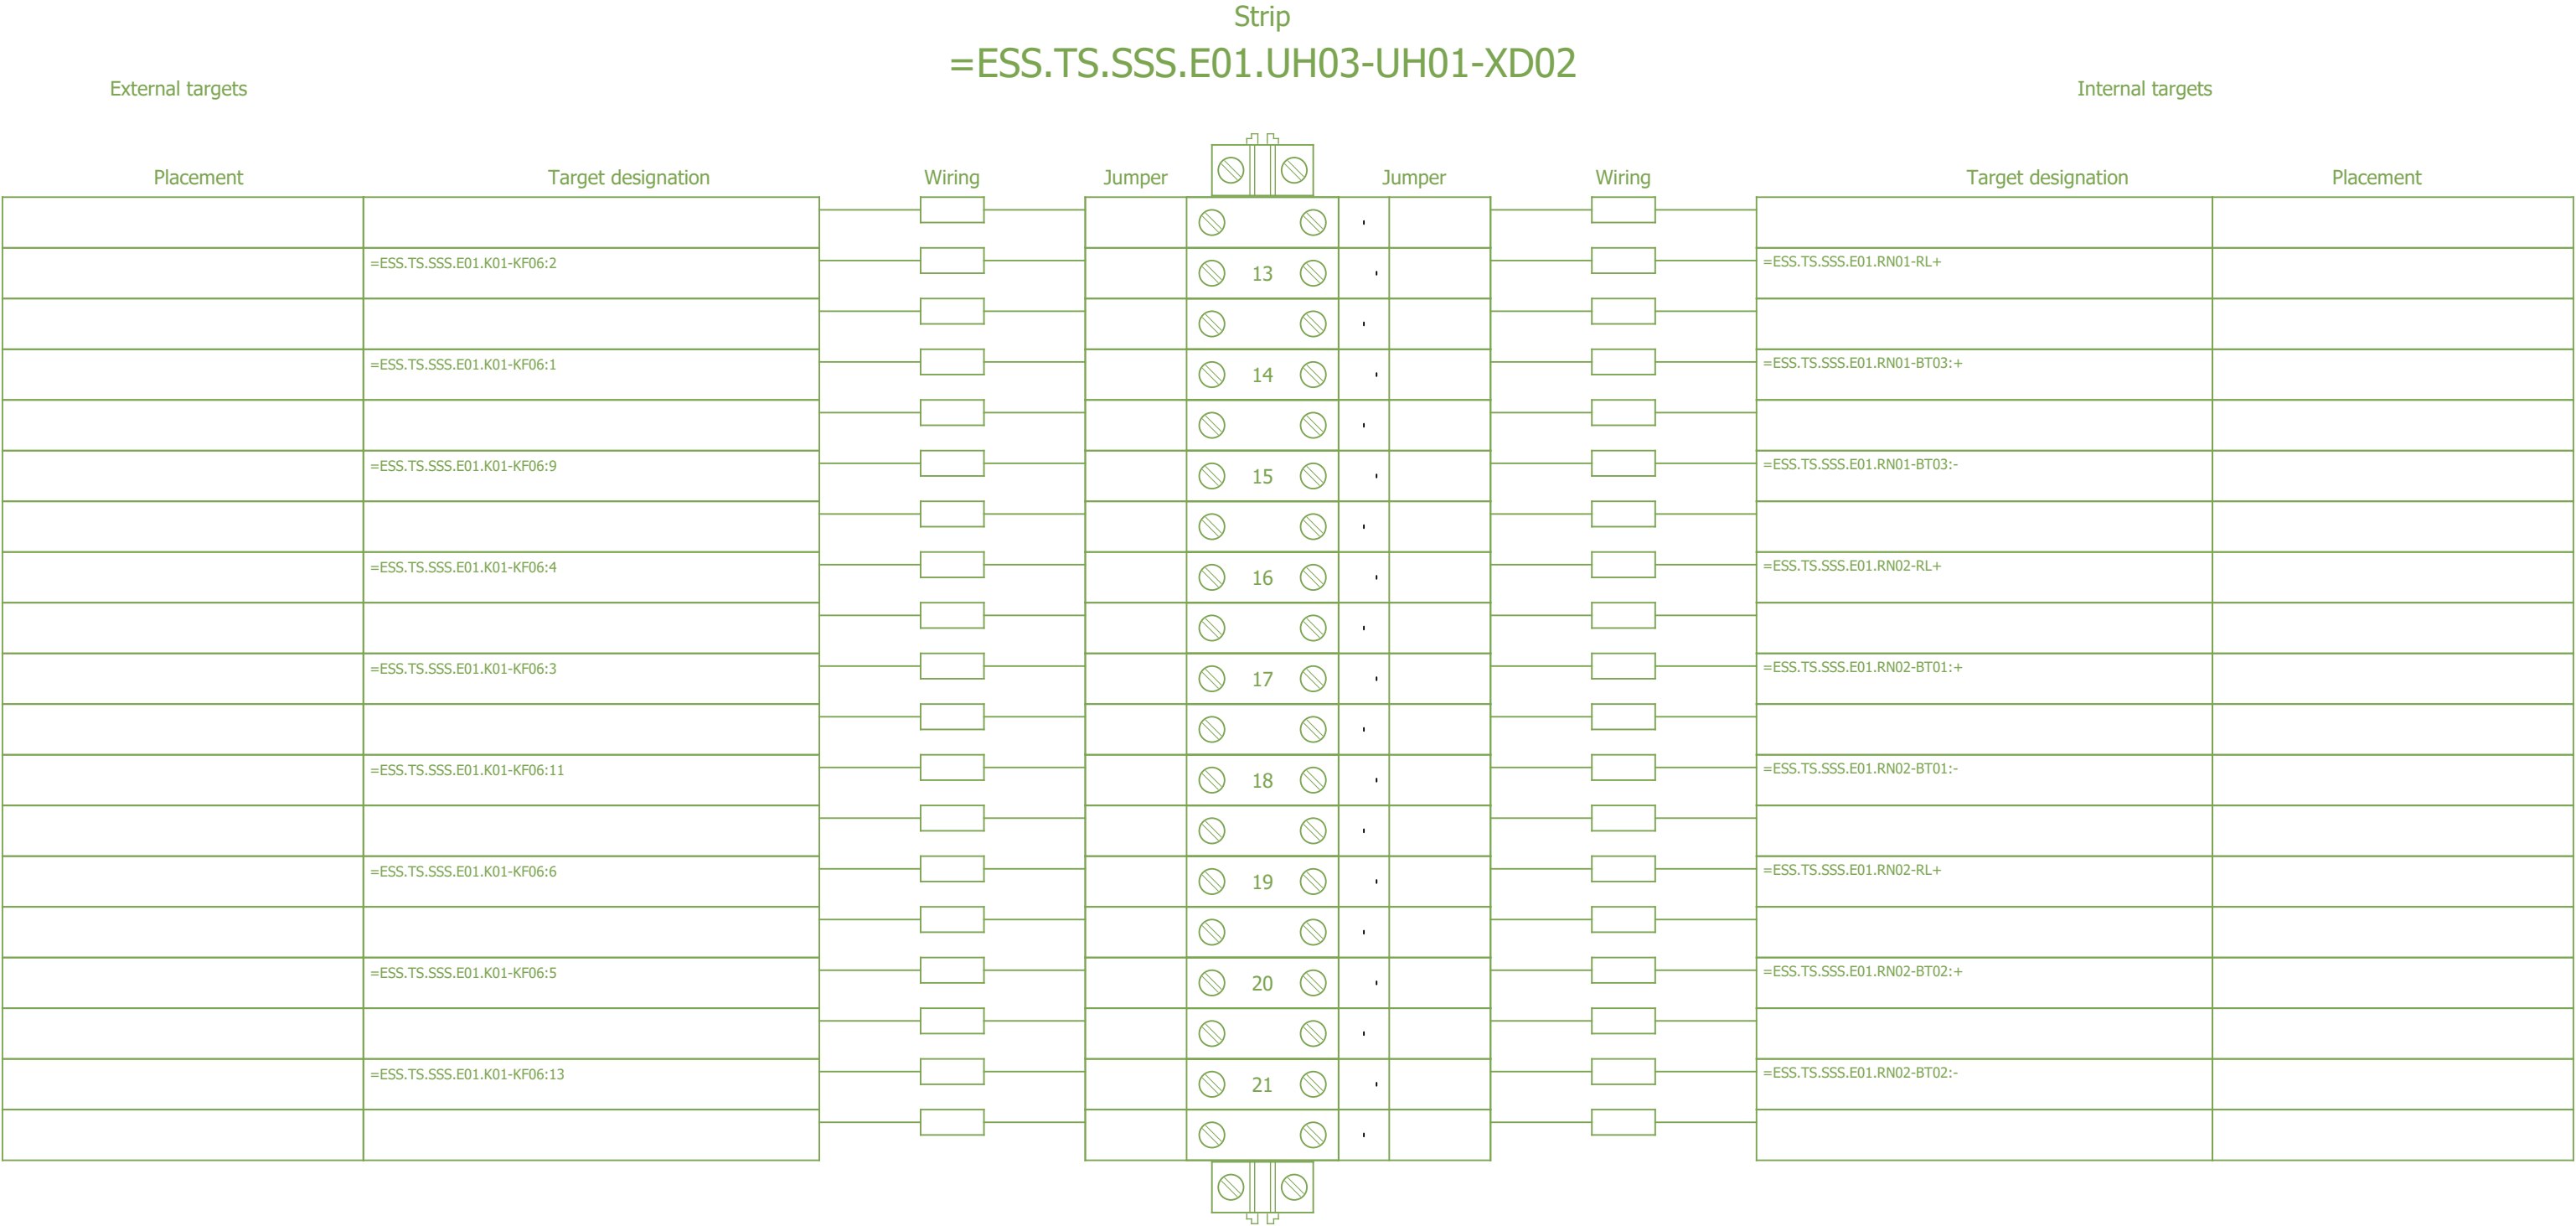 Strip
=ESS.TS.SSS.E01.UH03-UH01-XD02
External targets Internal targets
Placement Target designation Wiring Jumper Jumper Wiring Target designation Placement
=ESS.TS.SSS.E01.K01-KF06:2 13 =ESS.TS.SSS.E01.RN01-RL+
=ESS.TS.SSS.E01.K01-KF06:1 14 =ESS.TS.SSS.E01.RN01-BT03:+
=ESS.TS.SSS.E01.K01-KF06:9 15 =ESS.TS.SSS.E01.RN01-BT03:-
=ESS.TS.SSS.E01.K01-KF06:4 16 =ESS.TS.SSS.E01.RN02-RL+
=ESS.TS.SSS.E01.K01-KF06:3 17 =ESS.TS.SSS.E01.RN02-BT01:+
=ESS.TS.SSS.E01.K01-KF06:11 18 =ESS.TS.SSS.E01.RN02-BT01:-
=ESS.TS.SSS.E01.K01-KF06:6 19 =ESS.TS.SSS.E01.RN02-RL+
=ESS.TS.SSS.E01.K01-KF06:5 20 =ESS.TS.SSS.E01.RN02-BT02:+
=ESS.TS.SSS.E01.K01-KF06:13 21 =ESS.TS.SSS.E01.RN02-BT02:-